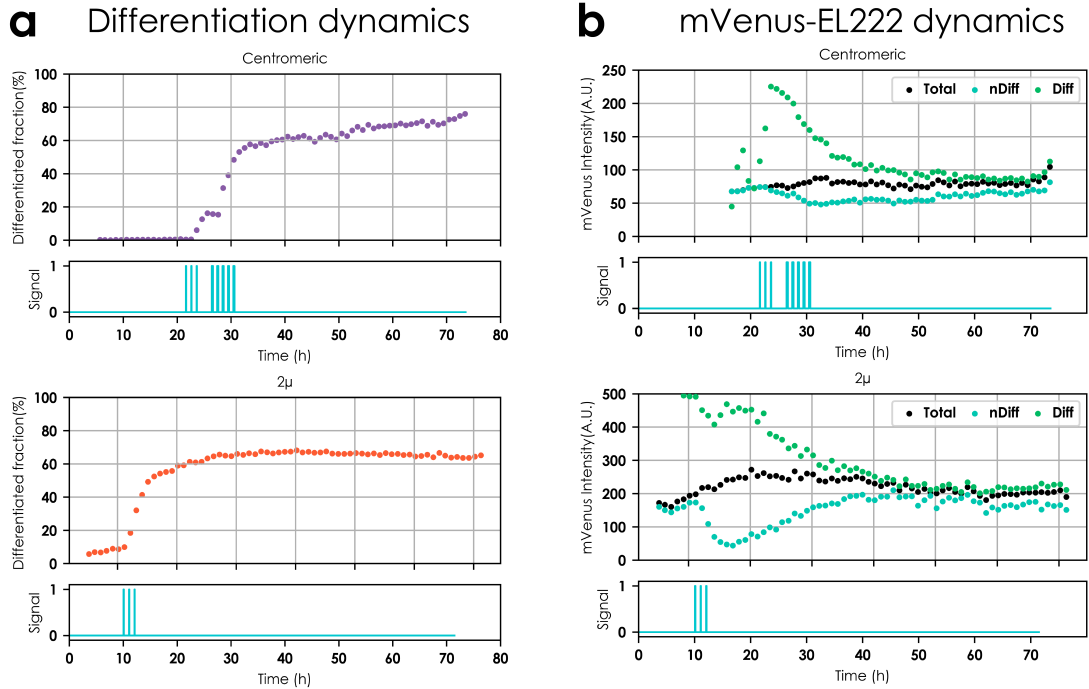 a Differentiation dynamics
Centromeric
Differentiated fraction(%)
100
80
60
40
20
0
Signal
1
0
0 10 20 30 40 50 60 70 80
Time (h)
2µ
Differentiated fraction(%)
100
80
60
40
20
0
Signal
1
0
0 10 20 30 40 50 60 70 80
Time (h)
b mVenus-EL222 dynamics
Centromeric
mVenus Intensity(A.U.)
250
200
150
100
50
0
Total nDiff Diff
Signal
1
0
0 10 20 30 40 50 60 70
Time (h)
2µ
mVenus Intensity(A.U.)
500
400
300
200
100
0
Total nDiff Diff
Signal
1
0
0 10 20 30 40 50 60 70
Time (h)